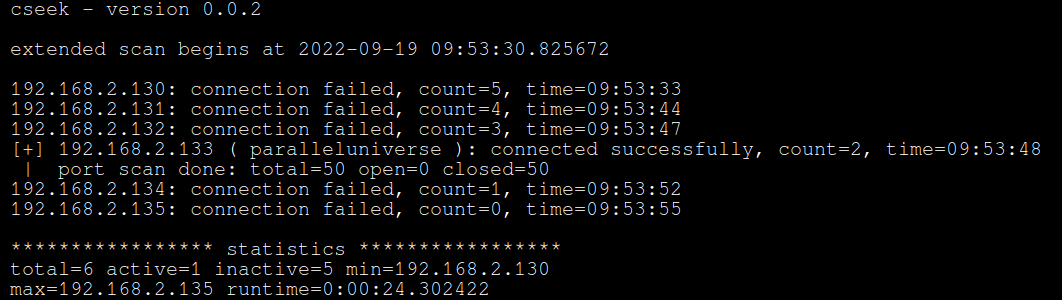 cseek - version 0.0.2
extended scan begins at 2022-09-19 09:53:30.825672
192.168.2.130: connection failed, count=5, time=09:53:33
192.168.2.131: connection failed, count=4, time=09:53:44
192.168.2.132: connection failed, count=3, time=09:53:47
[+] 192.168.2.133 ( paralleluniverse ): connected successfully, count=2, time=09:53:48
| port scan done: total=50 open=0 closed=50
192.168.2.134: connection failed, count=1, time=09:53:52
192.168.2.135: connection failed, count=0, time=09:53:55
***************** statistics *****************
total=6 active=1 inactive=5 min=192.168.2.130
max=192.168.2.135 runtime=0:00:24.302422